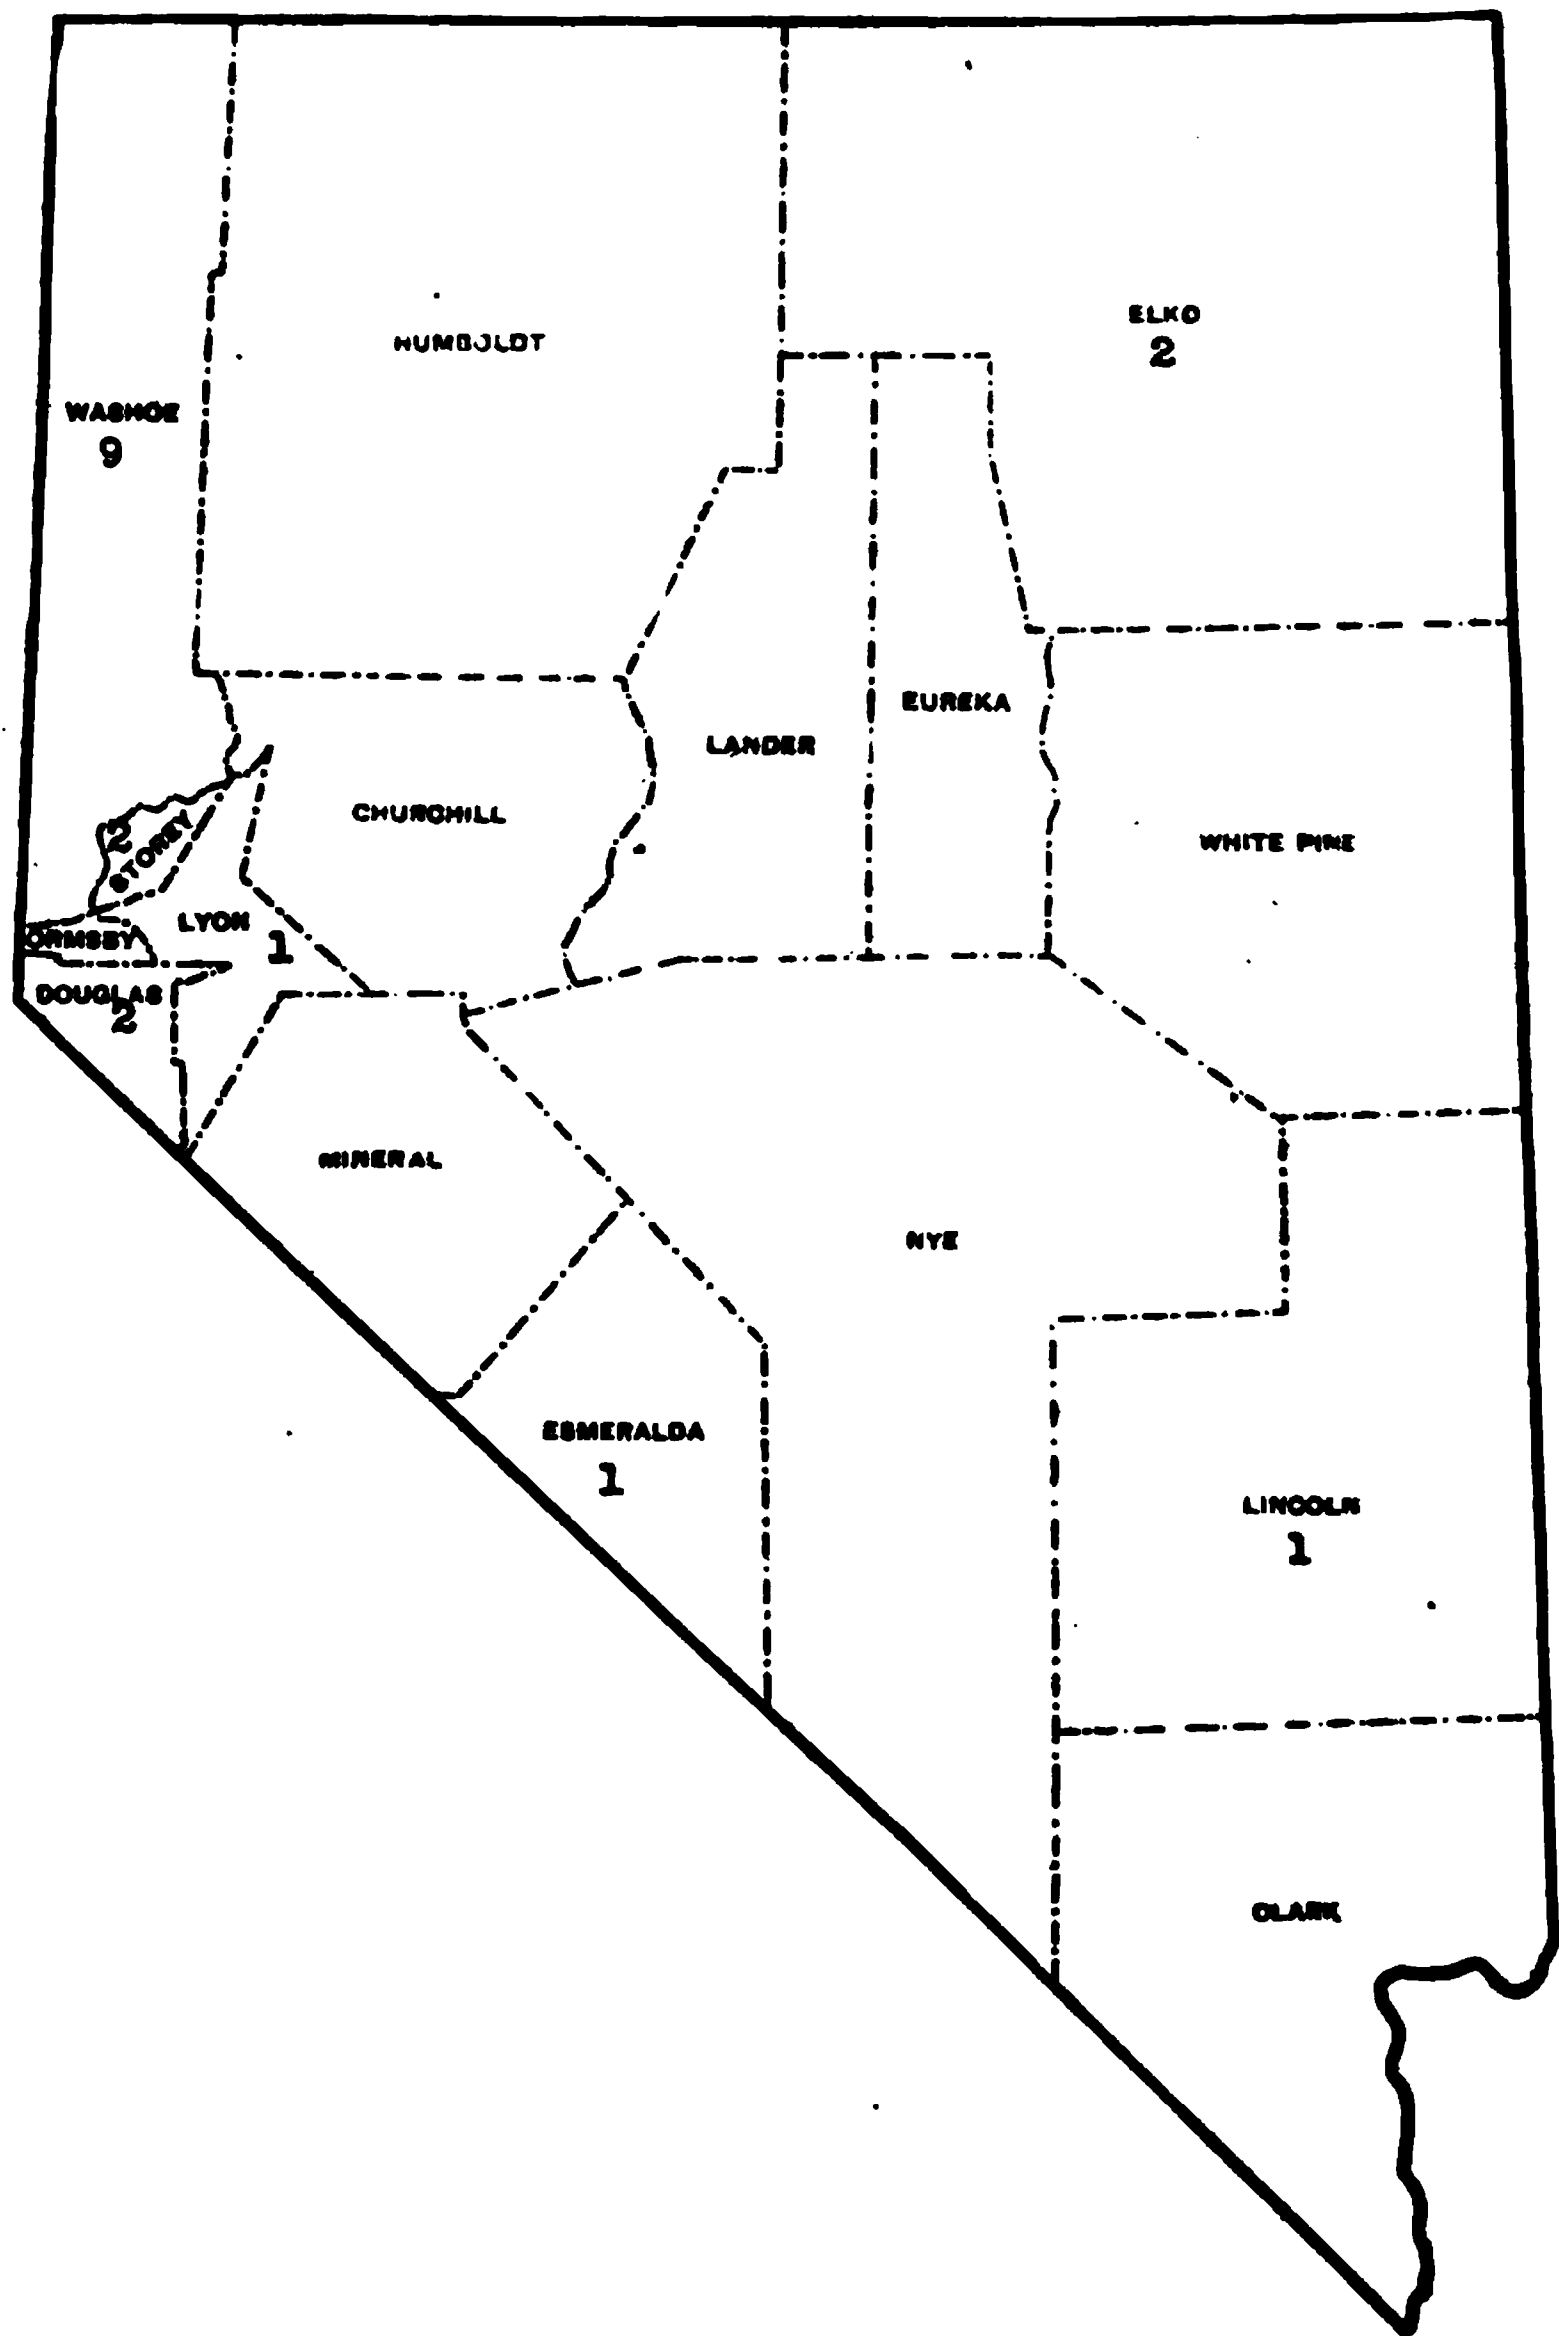 ELKO
2
HUMBOLDT
WASHOE
9
EUREKA
LANDER
CHURCHILL
WHITE PINE
2
STOREY
LYON
1
ORMSBY
DOUGLAS
2
MINERAL
NYE
ESMERALDA
1
LINCOLN
1
CLARK